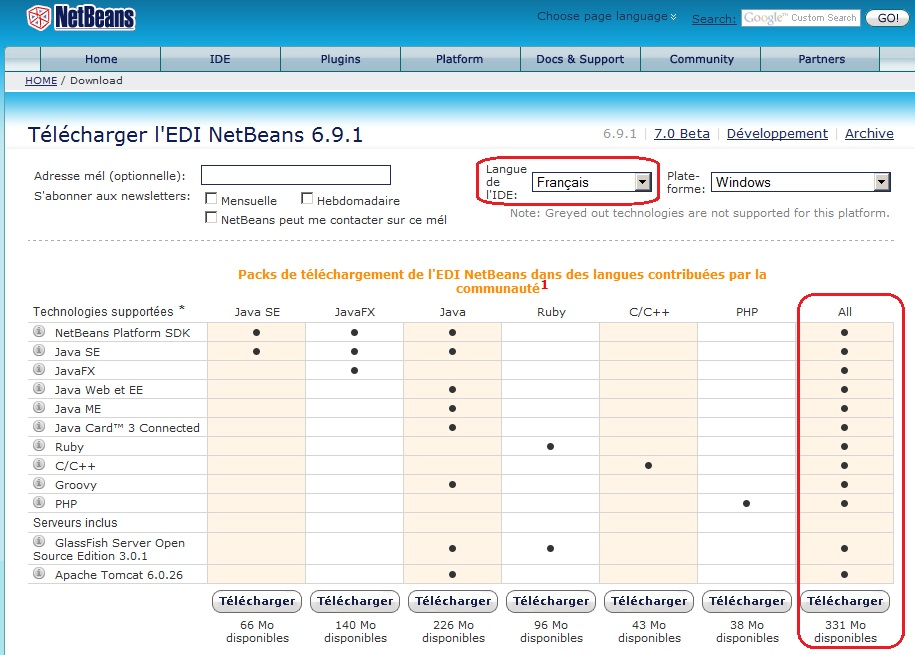 NetBeans
Choose page language
Search:
Google™ Custom Search
GO!
Home
IDE
Plugins
Platform
Docs & Support
Community
Partners
HOME / Download
Télécharger l'EDI NetBeans 6.9.1
6.9.1 | 7.0 Beta | Développement | Archive
Adresse mél (optionnelle):
Langue de l'IDE:
Français
Plate-forme:
Windows
S'abonner aux newsletters:
Mensuelle
Hebdomadaire
NetBeans peut me contacter sur ce mél
Note: Greyed out technologies are not supported for this platform.
Packs de téléchargement de l'EDI NetBeans dans des langues contribuées par la
communauté1
Technologies supportées *
Java SE
JavaFX
Java
Ruby
C/C++
PHP
All
NetBeans Platform SDK
Java SE
JavaFX
Java Web et EE
Java ME
Java Card™ 3 Connected
Ruby
C/C++
Groovy
PHP
Serveurs inclus
GlassFish Server Open
Source Edition 3.0.1
Apache Tomcat 6.0.26
Télécharger
Télécharger
Télécharger
Télécharger
Télécharger
Télécharger
Télécharger
66 Mo
disponibles
140 Mo
disponibles
226 Mo
disponibles
96 Mo
disponibles
43 Mo
disponibles
38 Mo
disponibles
331 Mo
disponibles